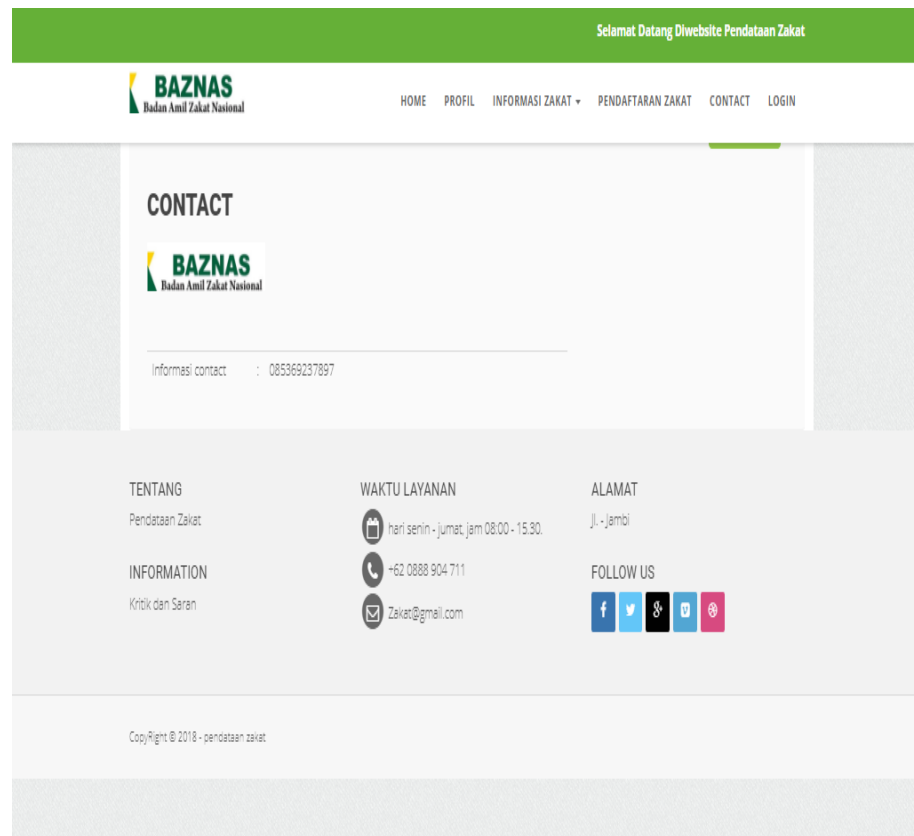 Selamat Datang Diwebsite Pendataan Zakat
BAZNAS
Badan Amil Zakat Nasional
HOME PROFIL INFORMASI ZAKAT PENDAFTARAN ZAKAT CONTACT LOGIN
CONTACT
BAZNAS
Badan Amil Zakat Nasional
Informasi contact : 085369237897
TENTANG
Pendataan Zakat
INFORMATION
Kritik dan Saran
WAKTU LAYANAN
hari senin - jumat, jam 08:00 - 15.30.
+62 0888 904 711
Zakat@gmail.com
ALAMAT
Jl. - Jambi
FOLLOW US
CopyRight © 2018 - pendataan zakat